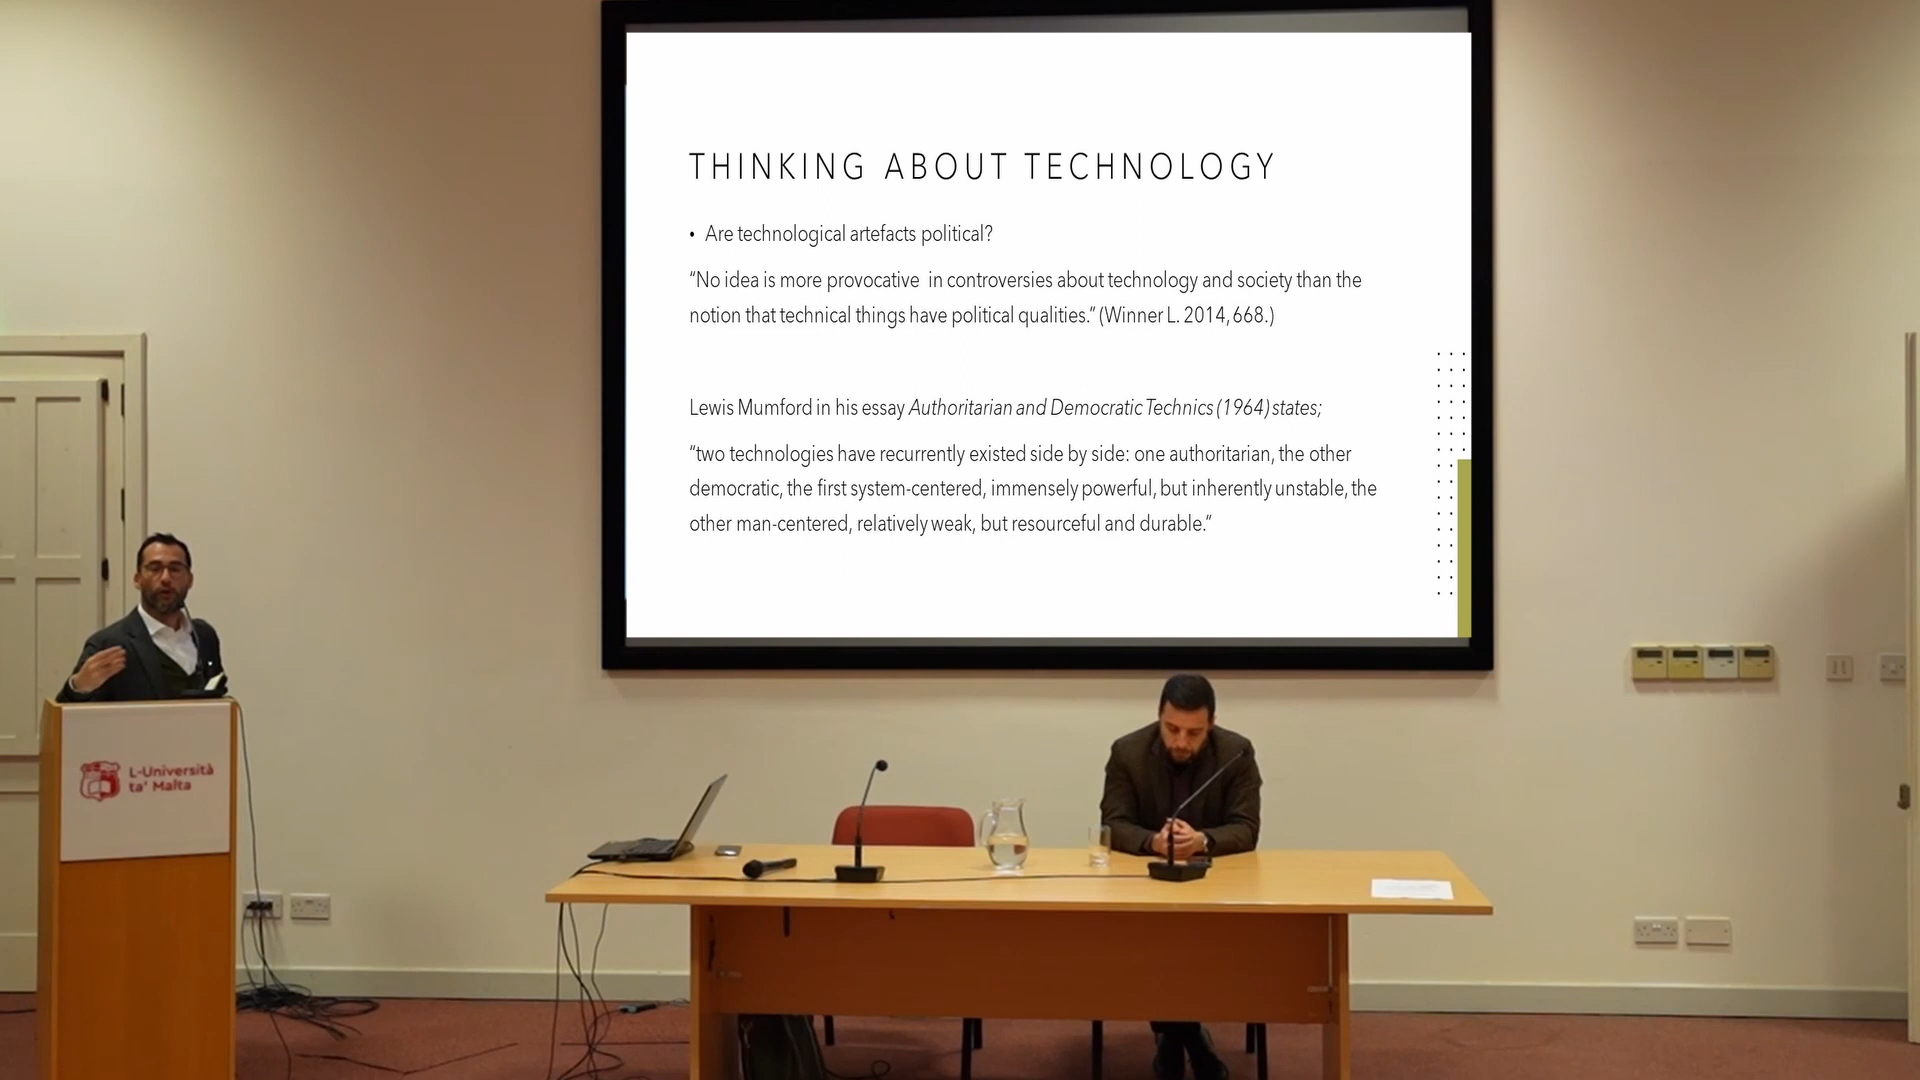 THINKING ABOUT TECHNOLOGY
• Are technological artefacts political?
“No idea is more provocative in controversies about technology and society than the
notion that technical things have political qualities.” (Winner L. 2014, 668.)
Lewis Mumford in his essay Authoritarian and Democratic Technics (1964) states;
“two technologies have recurrently existed side by side: one authoritarian, the other
democratic, the first system-centered, immensely powerful, but inherently unstable, the
other man-centered, relatively weak, but resourceful and durable.”
L-Università
ta' Malta